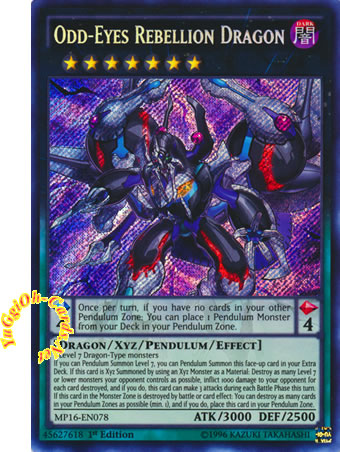 ODD-EYES REBELLION DRAGON
DARK
闇
Once per turn, if you have no cards in your other
Pendulum Zone: You can place 1 Pendulum Monster
from your Deck in your Pendulum Zone.
4
DRAGON/XYZ/PENDULUM/EFFECT]
Level 7 Dragon-Type monsters
If you can Pendulum Summon Level 7, you can Pendulum Summon this face-up card in your Extra
Deck. If this card is Xyz Summoned by using an Xyz Monster as a Material: Destroy as many Level 7
or lower monsters your opponent controls as possible, inflict 1000 damage to your opponent for
each card destroyed, and if you do, this card can make 3 attacks during each Battle Phase this turn.
If this card in the Monster Zone is destroyed by battle or card effect: You can destroy as many cards
in your Pendulum Zones as possible (min. 1), and if you do, place this card in your Pendulum Zone.
MP16-EN078
ATK/3000 DEF/2500
45627618 1st Edition
©1996 KAZUKI TAKAHASHI
YuGgiOh-Cards.Net